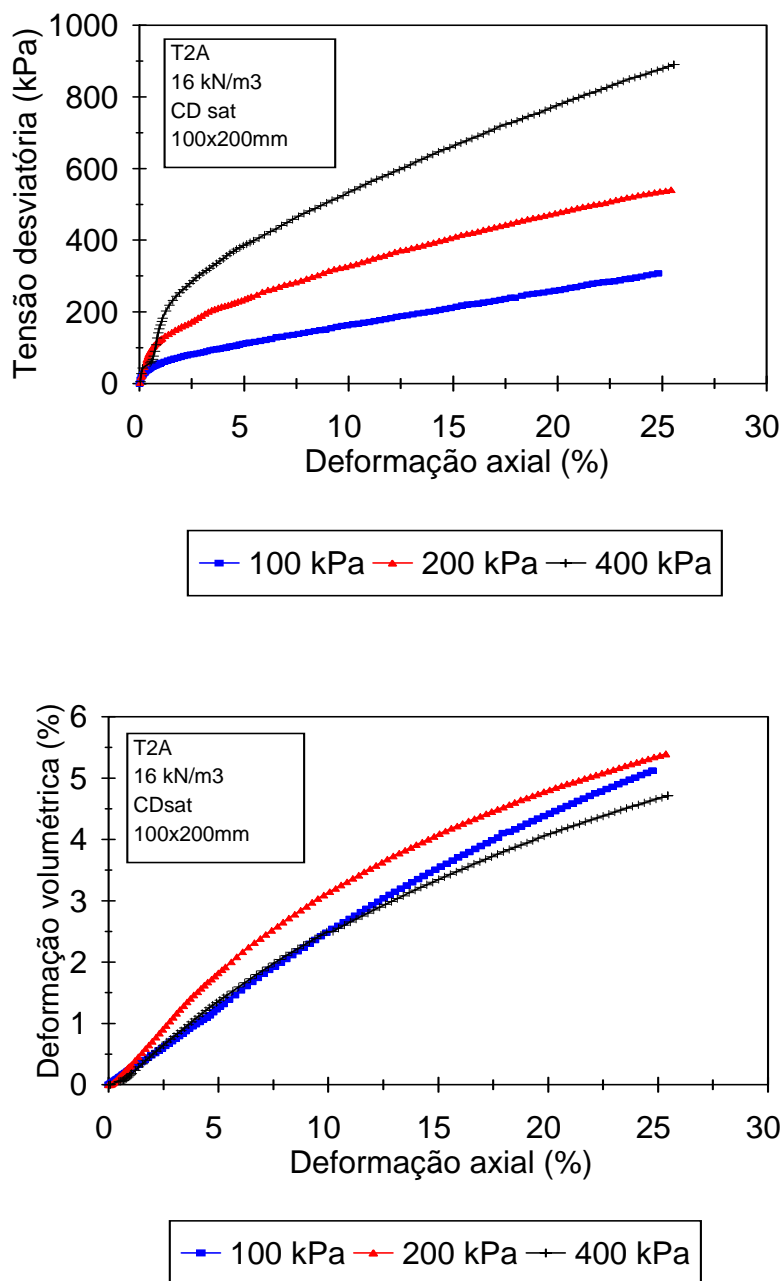 1000
800
600
400
200
0
Tensão desviatória (kPa)
T2A
16 kN/m3
CD sat
100x200mm
0 5 10 15 20 25 30
Deformação axial (%)
100 kPa 200 kPa 400 kPa
6
5
4
3
2
1
0
Deformação volumétrica (%)
T2A
16 kN/m3
CDsat
100x200mm
0 5 10 15 20 25 30
Deformação axial (%)
100 kPa 200 kPa 400 kPa